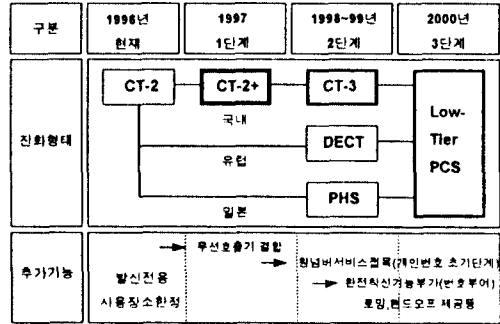 구분
1996년 현재
1997 1단계
1998~99년 2단계
2000년 3단계
진화형태
CT-2
CT-2+
CT-3
국내
Low-Tier PCS
DECT
유럽
PHS
일본
추가기능
발신전용
사용장소한정
무선호출기 결합
원넘버서비스접목(개인번호 초기단계)
완전착신기능부가(번호부여)
로밍,핸드오프 제공등